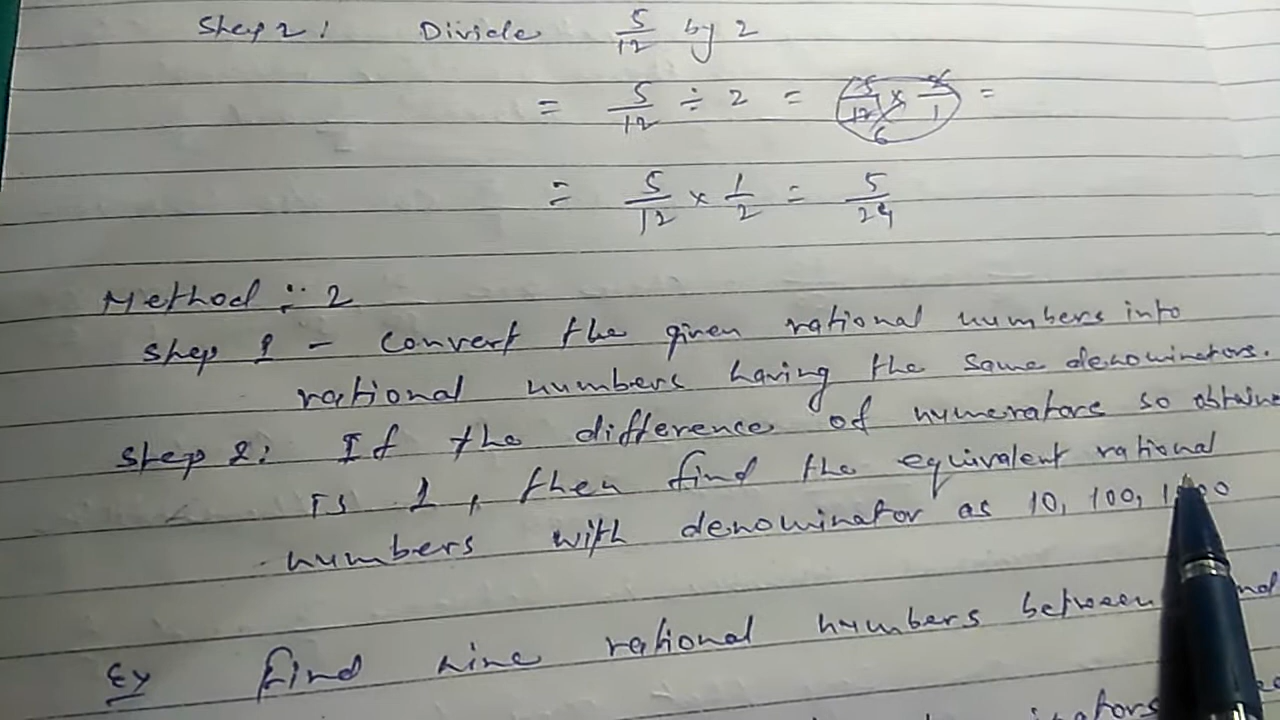 Step 2: Divide 5/12 by 2
= 5/12 ÷ 2 = 5/12 × 2/1 =
6
= 5/12 × 1/2 = 5/24
Method : 2
Step 1 - Convert the given rational numbers into
rational numbers having the same denominators.
Step 2: If the difference of numerators so obtaine
is 1, then find the equivalent rational
numbers with denominator as 10, 100, 1000
Ex Find nine rational numbers between